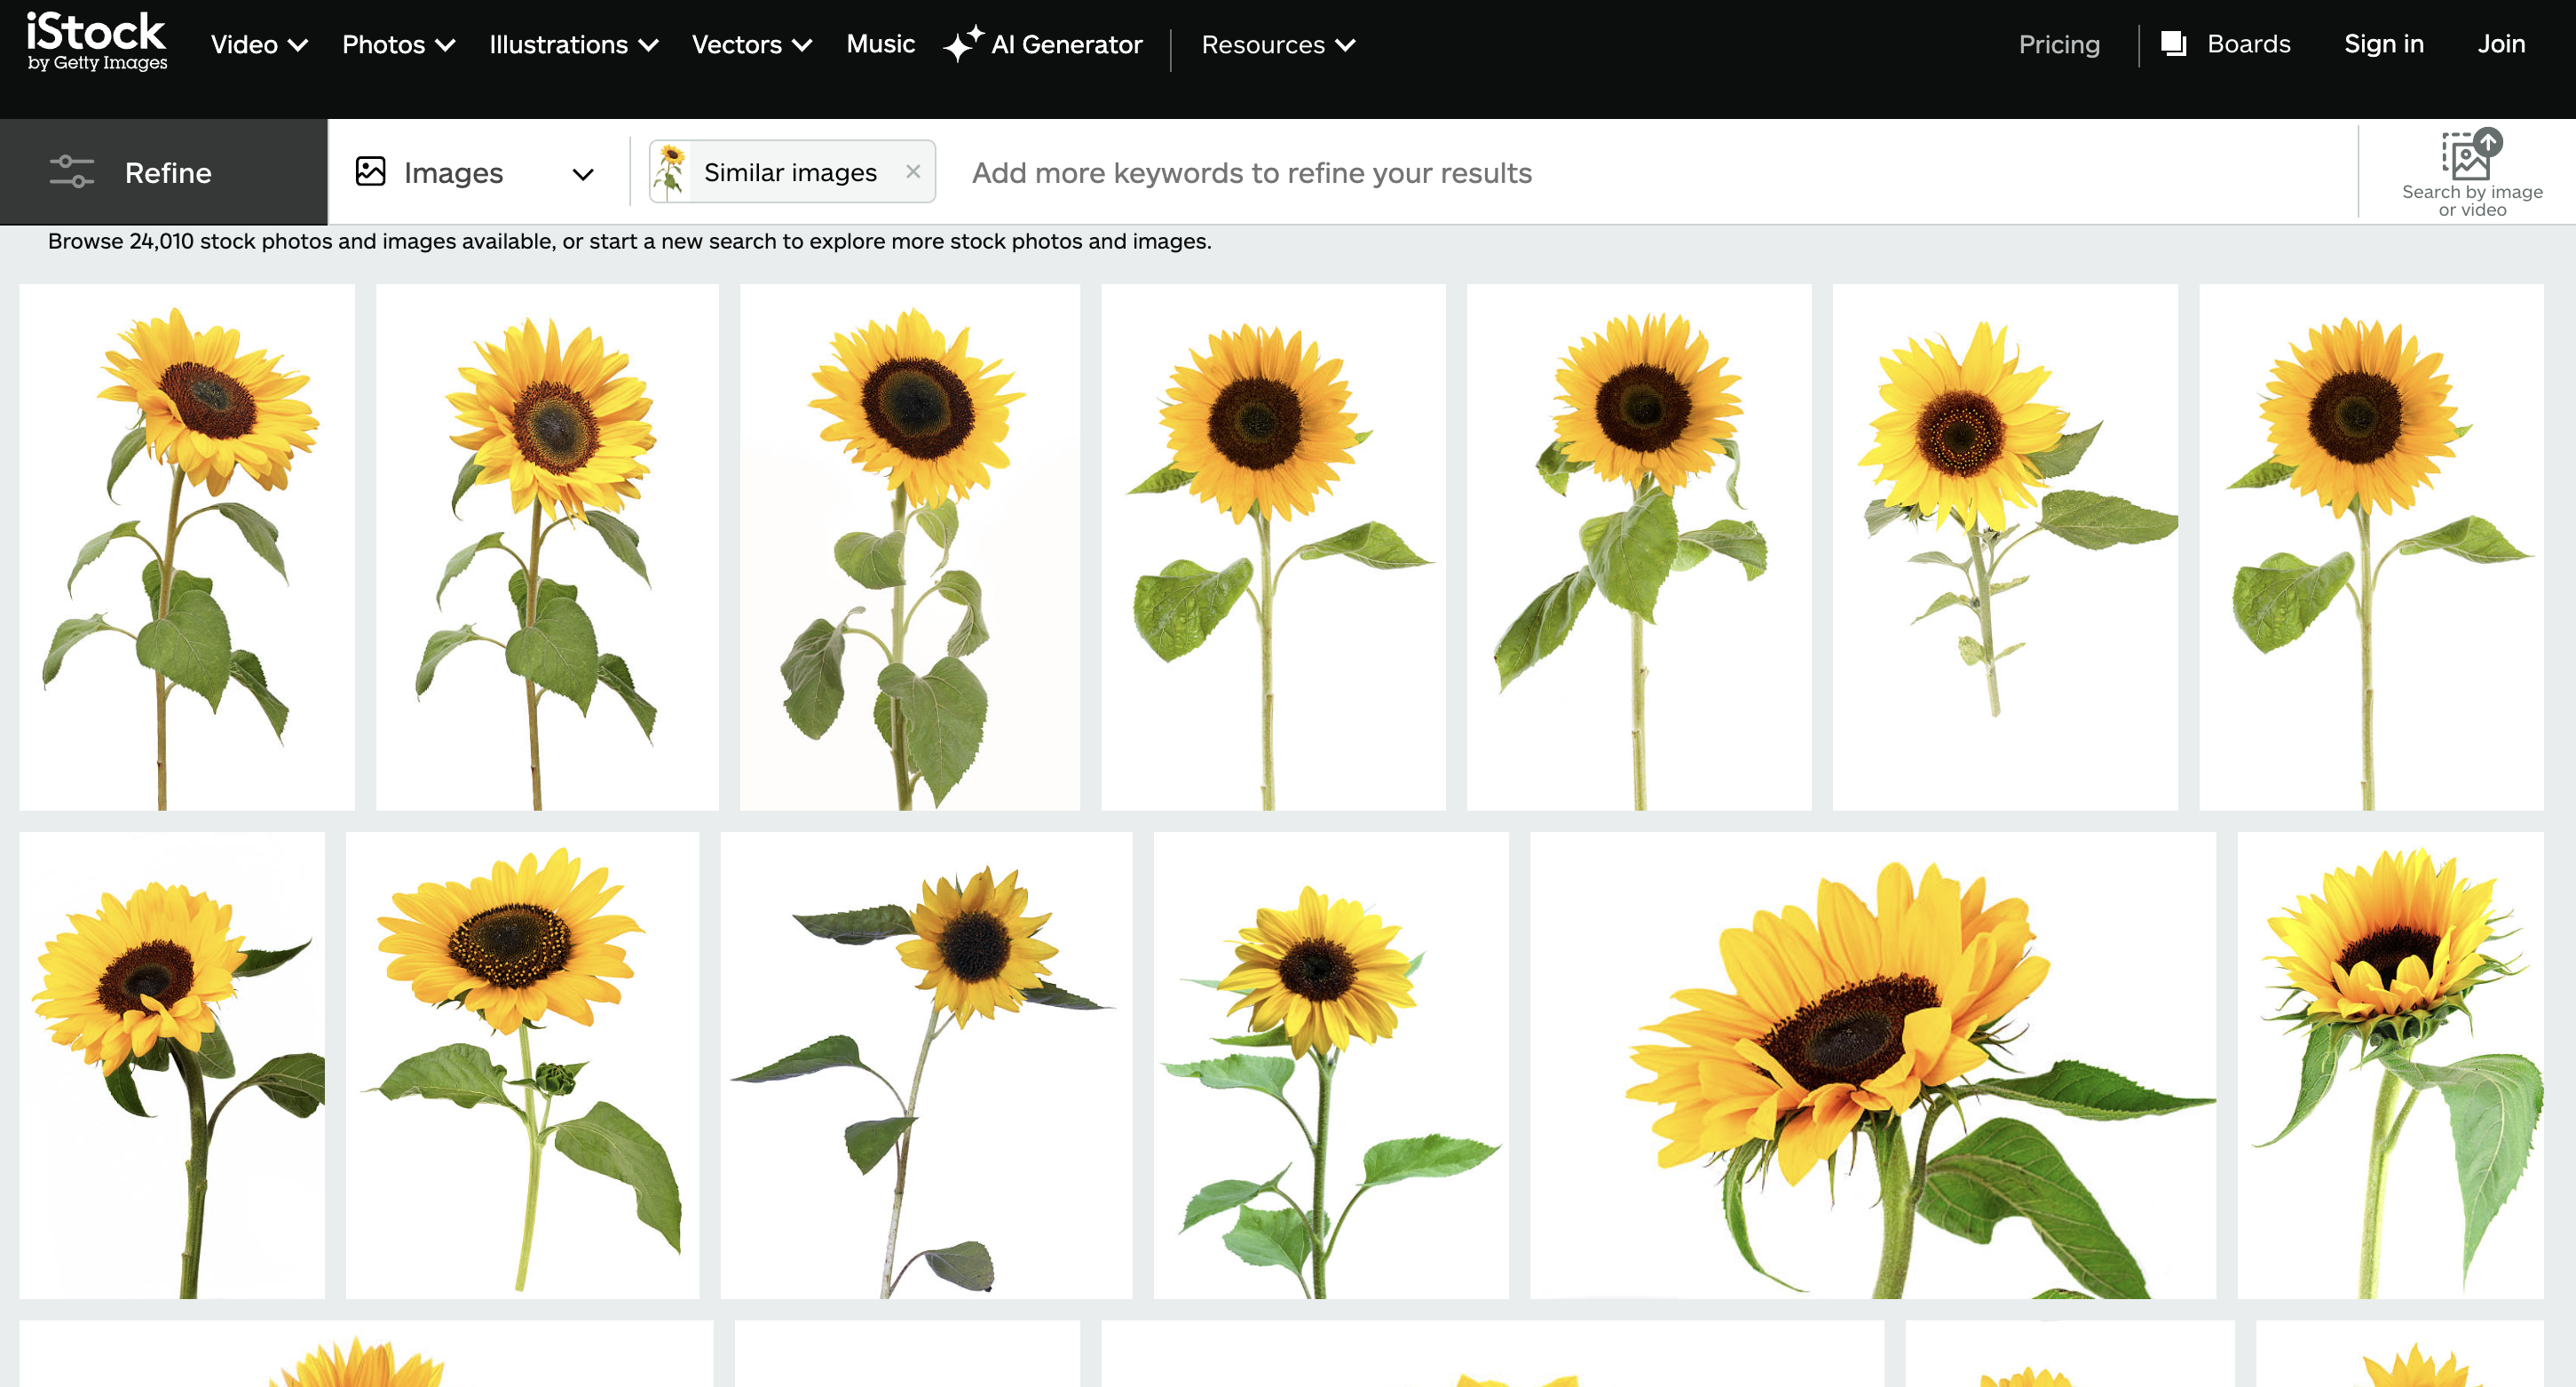 iStock
by Getty Images
Video
Photos
Illustrations
Vectors
Music
AI Generator
Resources
Pricing
Boards
Sign in
Join
Refine
Images
Similar images
Add more keywords to refine your results
Search by image
or video
Browse 24,010 stock photos and images available, or start a new search to explore more stock photos and images.